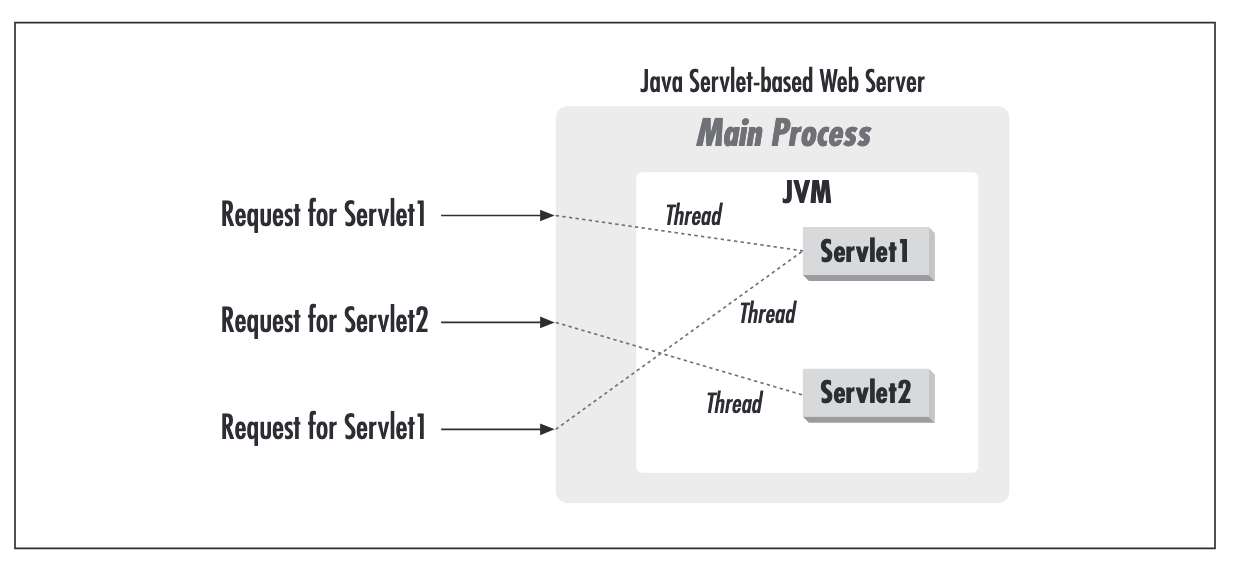 Java Servlet-based Web Server
Main Process
JVM
Request for Servlet1
Thread
Servlet1
Request for Servlet2
Thread
Thread
Servlet2
Request for Servlet1